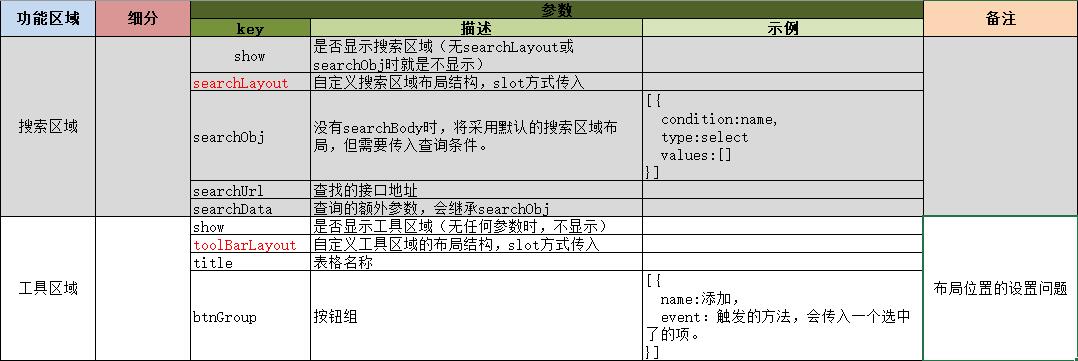 功能区域
细分
参数
备注
key
描述
示例
搜索区域
show
是否显示搜索区域（无searchLayout或
searchObj时就是不显示）
searchLayout
自定义搜索区域布局结构，slot方式传入
searchObj
没有searchBody时，将采用默认的搜索区域布
局，但需要传入查询条件。
[{
condition:name,
type:select
values:[]
}]
searchUrl
查找的接口地址
searchData
查询的额外参数，会继承searchObj
工具区域
show
是否显示工具区域（无任何参数时，不显示）
toolBarLayout
自定义工具区域的布局结构，slot方式传入
title
表格名称
btnGroup
按钮组
[{
name:添加，
event：触发的方法，会传入一个选中
了的项。
}]
布局位置的设置问题